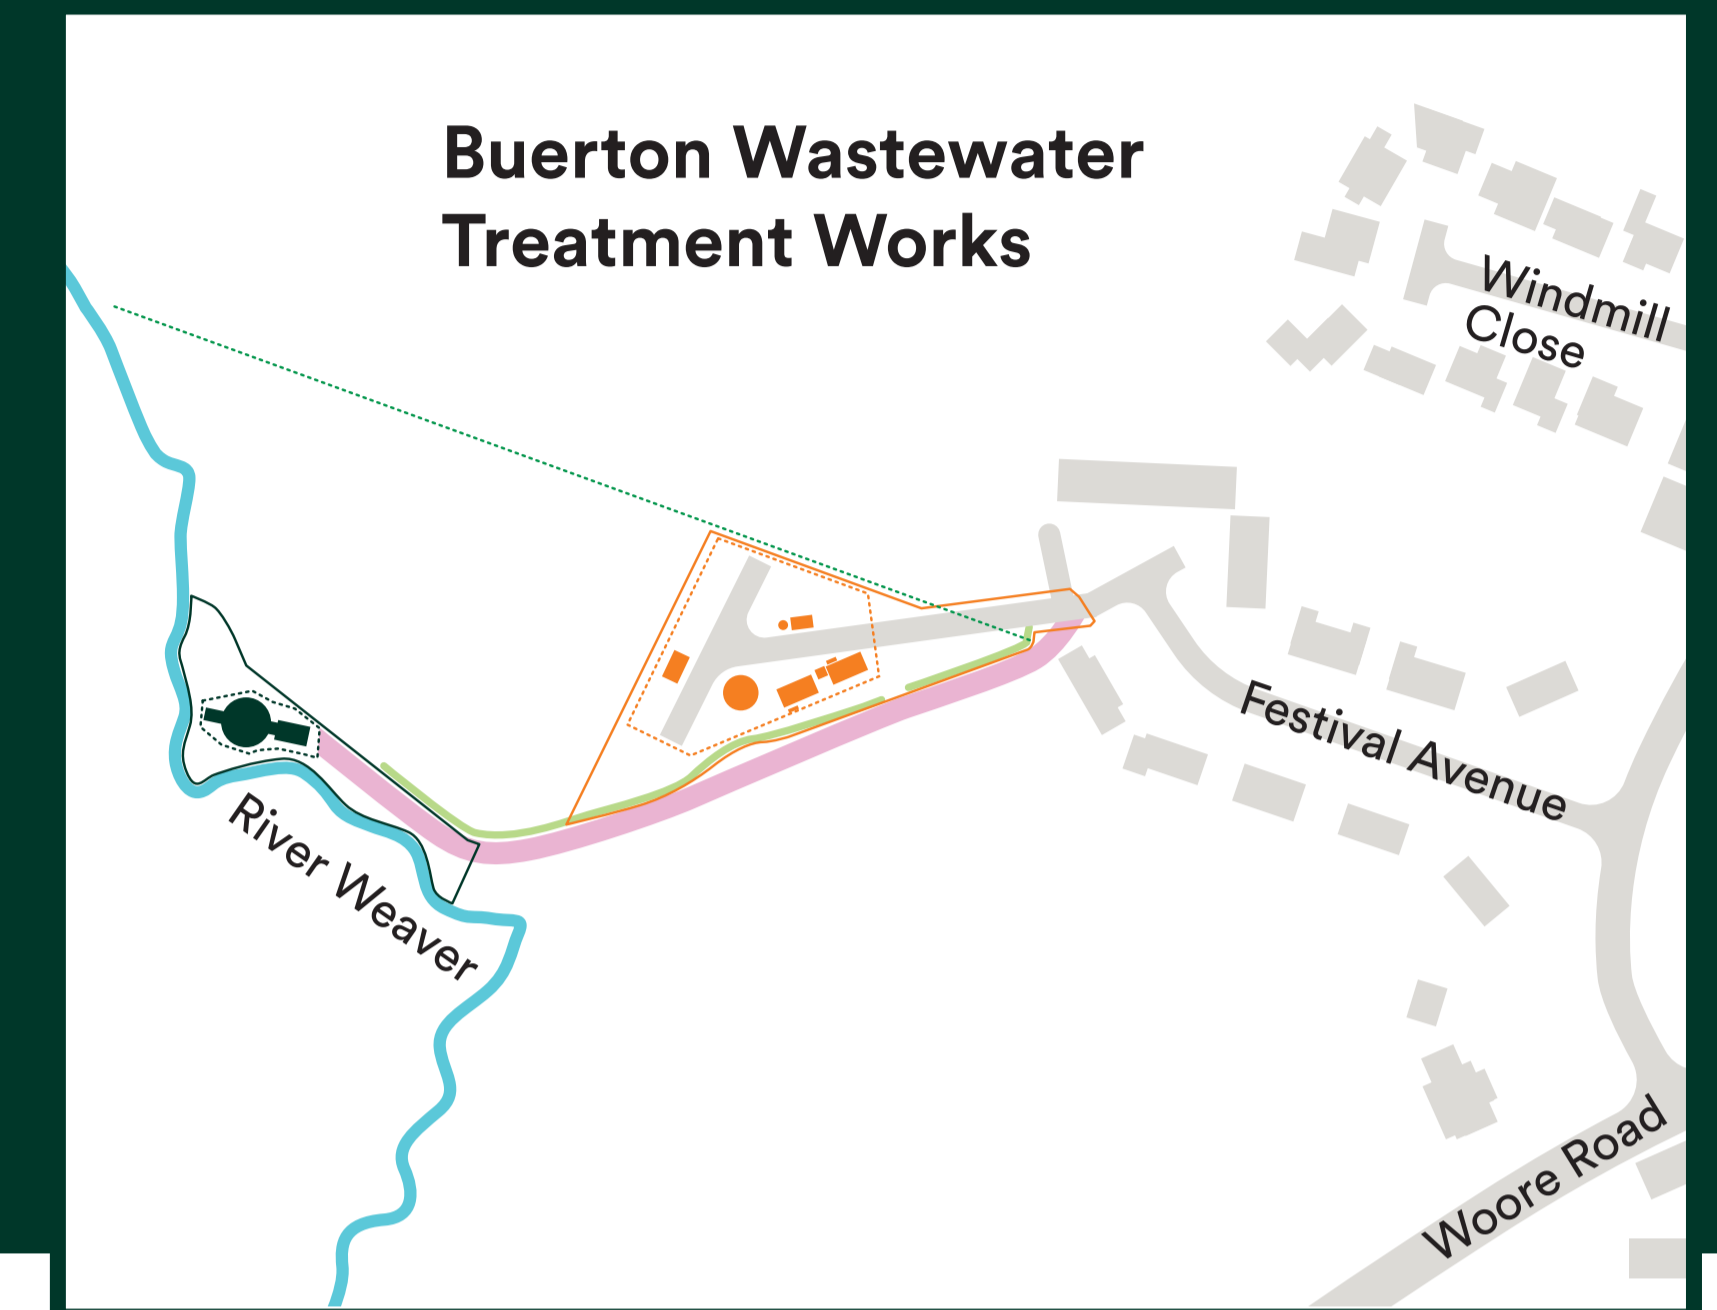 Buerton Wastewater
Treatment Works
Windmill
Close
Festival Avenue
River Weaver
Woore Road